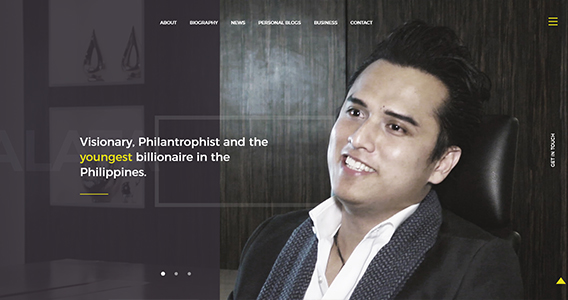 ABOUT BIOGRAPHY NEWS PERSONAL BLOGS BUSINESS CONTACT
Visionary, Philantrophist and the
youngest billionaire in the
Philippines.
GET IN TOUCH